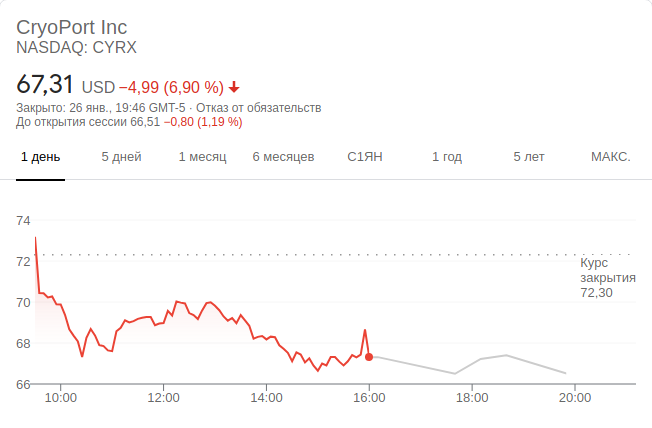 CryoPort Inc
NASDAQ: CYRX
67,31 USD −4,99 (6,90 %)
Закрыто: 26 янв., 19:46 GMT-5 · Отказ от обязательств
До открытия сессии 66,51 −0,80 (1,19 %)
1 день 5 дней 1 месяц 6 месяцев С1ЯН 1 год 5 лет МАКС.
74
72
70
68
66
Курс
закрытия
72,30
10:00 12:00 14:00 16:00 18:00 20:00